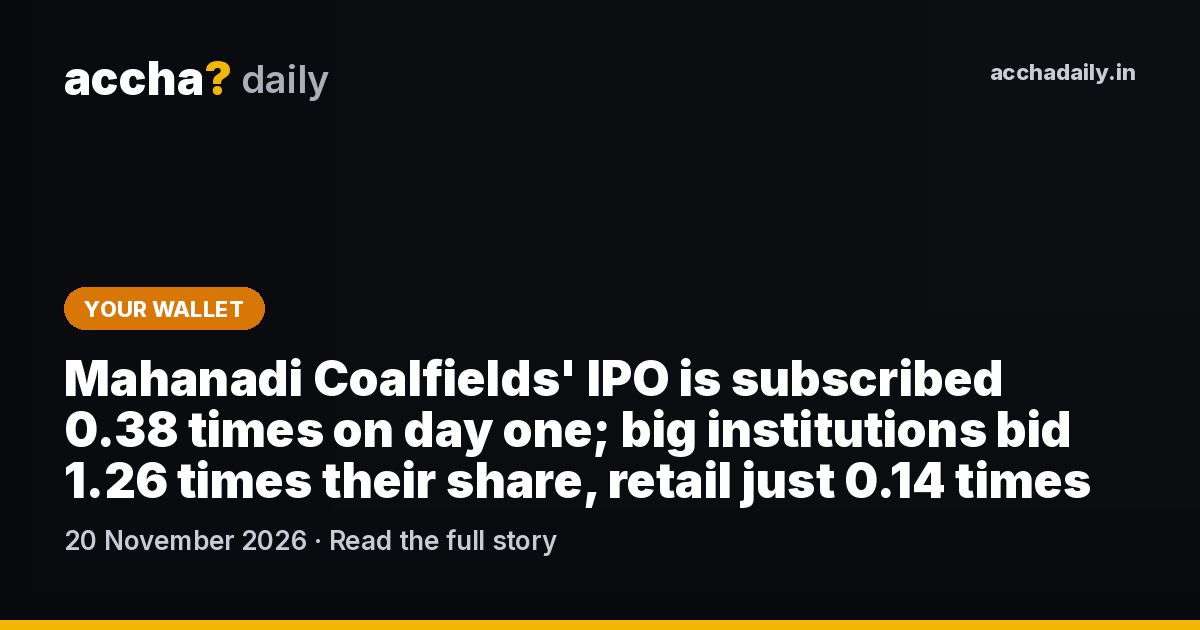 accha? daily
acchadaily.in
YOUR WALLET
Mahanadi Coalfields' IPO is subscribed
0.38 times on day one; big institutions bid
1.26 times their share, retail just 0.14 times
20 November 2026 · Read the full story